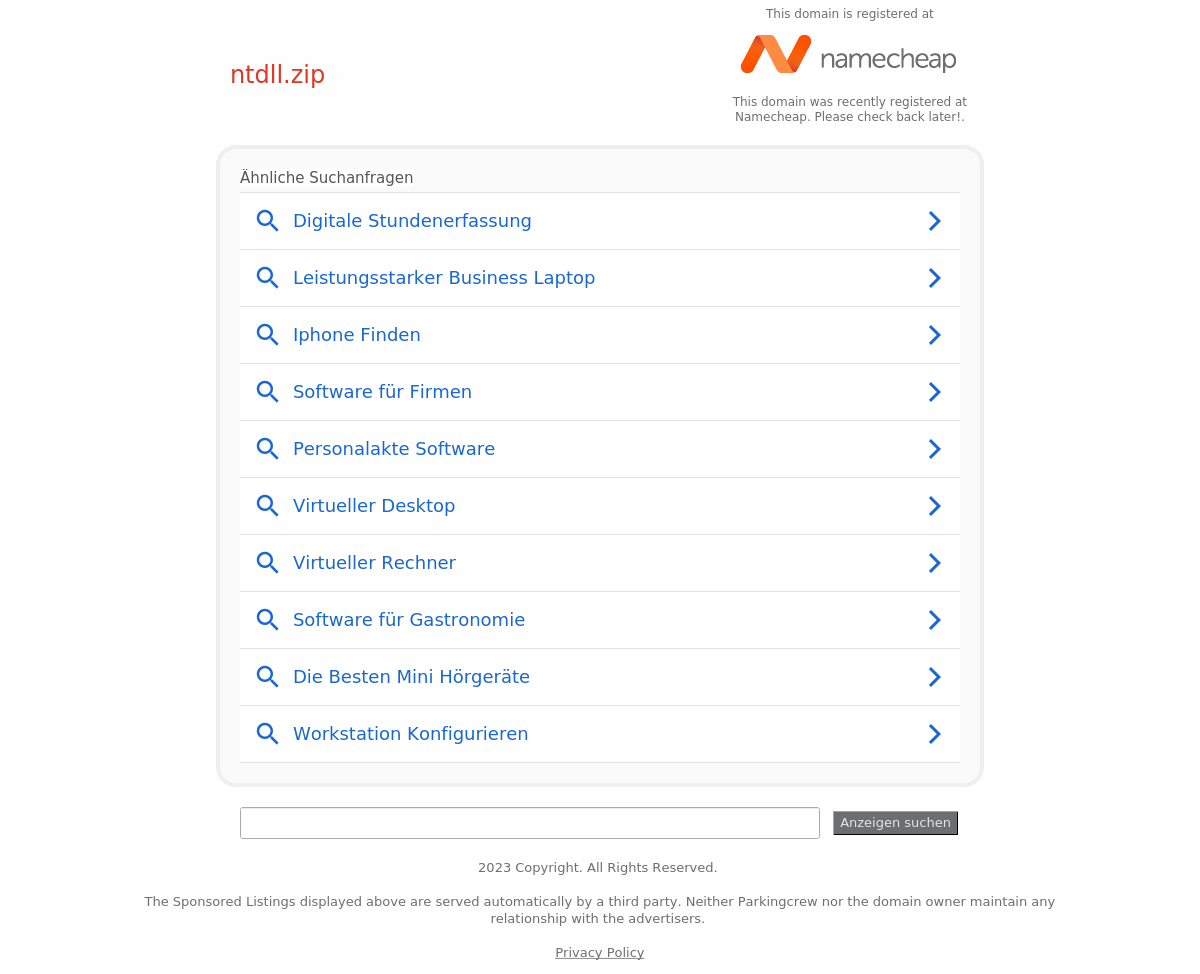 This domain is registered at
namecheap
ntdll.zip
This domain was recently registered at
Namecheap. Please check back later!.
Ähnliche Suchanfragen
Digitale Stundenerfassung
Leistungsstarker Business Laptop
Iphone Finden
Software für Firmen
Personalakte Software
Virtueller Desktop
Virtueller Rechner
Software für Gastronomie
Die Besten Mini Hörgeräte
Workstation Konfigurieren
Anzeigen suchen
2023 Copyright. All Rights Reserved.
The Sponsored Listings displayed above are served automatically by a third party. Neither Parkingcrew nor the domain owner maintain any
relationship with the advertisers.
Privacy Policy